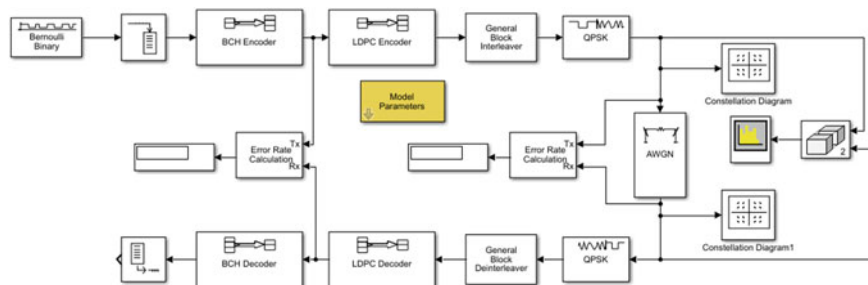 Bernoulli
Binary
BCH Encoder
LDPC Encoder
General
Block
Interleaver
QPSK
Constellation Diagram
Model
Parameters
Error Rate
Calculation
Tx
Rx
Error Rate
Calculation
Tx
Rx
AWGN
2
BCH Decoder
LDPC Decoder
General
Block
Deinterleaver
QPSK
Constellation Diagram1